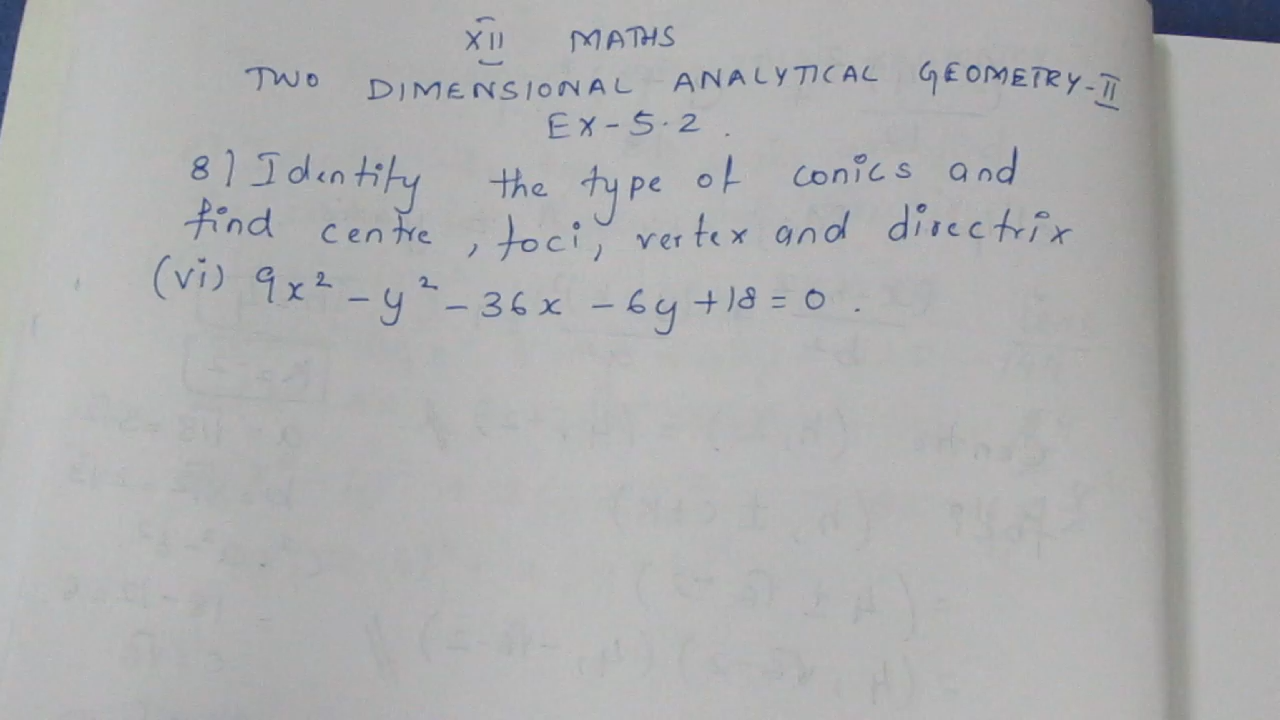 XII MATHS
TWO DIMENSIONAL ANALYTICAL GEOMETRY-II
EX-5.2.
8) Identify the type of conics and
find centre, foci, vertex and directrix
(vi) 9x² - y² - 36x - 6y + 18 = 0.